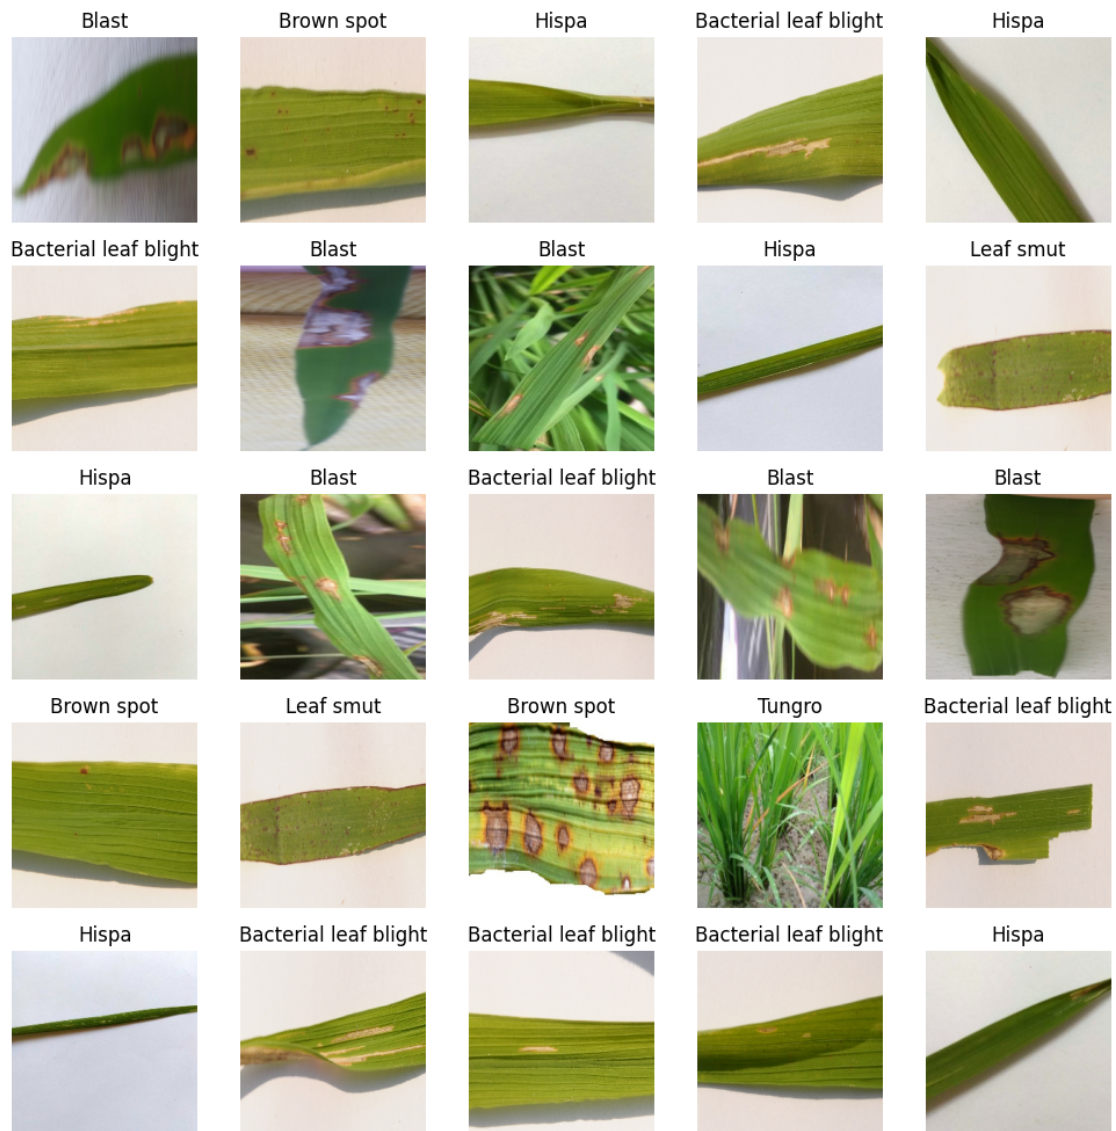 Blast Brown spot Hispa Bacterial leaf blight Hispa
Bacterial leaf blight Blast Blast Hispa Leaf smut
Hispa Blast Bacterial leaf blight Blast Blast
Brown spot Leaf smut Brown spot Tungro Bacterial leaf blight
Hispa Bacterial leaf blight Bacterial leaf blight Bacterial leaf blight Hispa